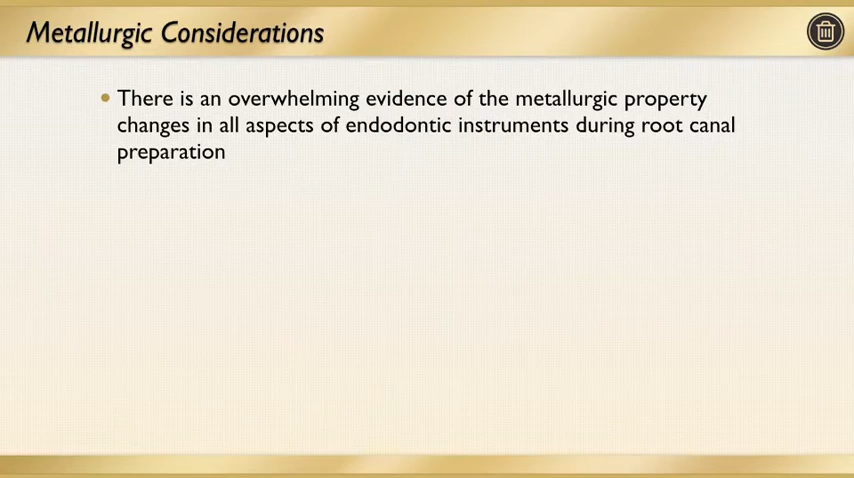 Metallurgic Considerations
There is an overwhelming evidence of the metallurgic property
changes in all aspects of endodontic instruments during root canal
preparation